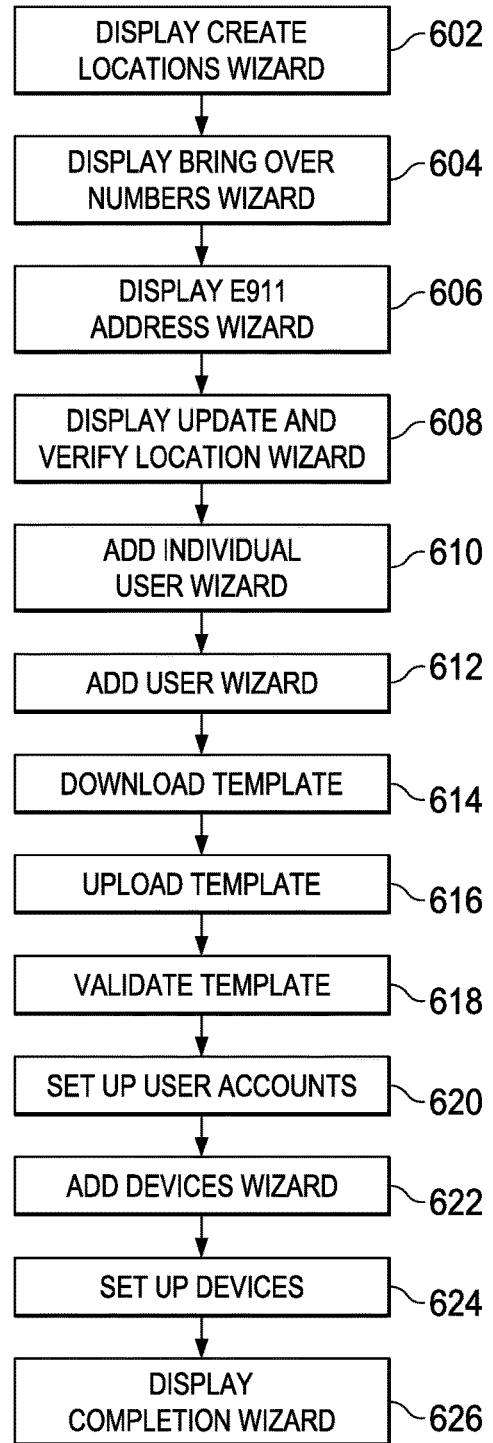 DISPLAY CREATE
LOCATIONS WIZARD
602
DISPLAY BRING OVER
NUMBERS WIZARD
604
DISPLAY E911
ADDRESS WIZARD
606
DISPLAY UPDATE AND
VERIFY LOCATION WIZARD
608
ADD INDIVIDUAL
USER WIZARD
610
ADD USER WIZARD
612
DOWNLOAD TEMPLATE
614
UPLOAD TEMPLATE
616
VALIDATE TEMPLATE
618
SET UP USER ACCOUNTS
620
ADD DEVICES WIZARD
622
SET UP DEVICES
624
DISPLAY
COMPLETION WIZARD
626